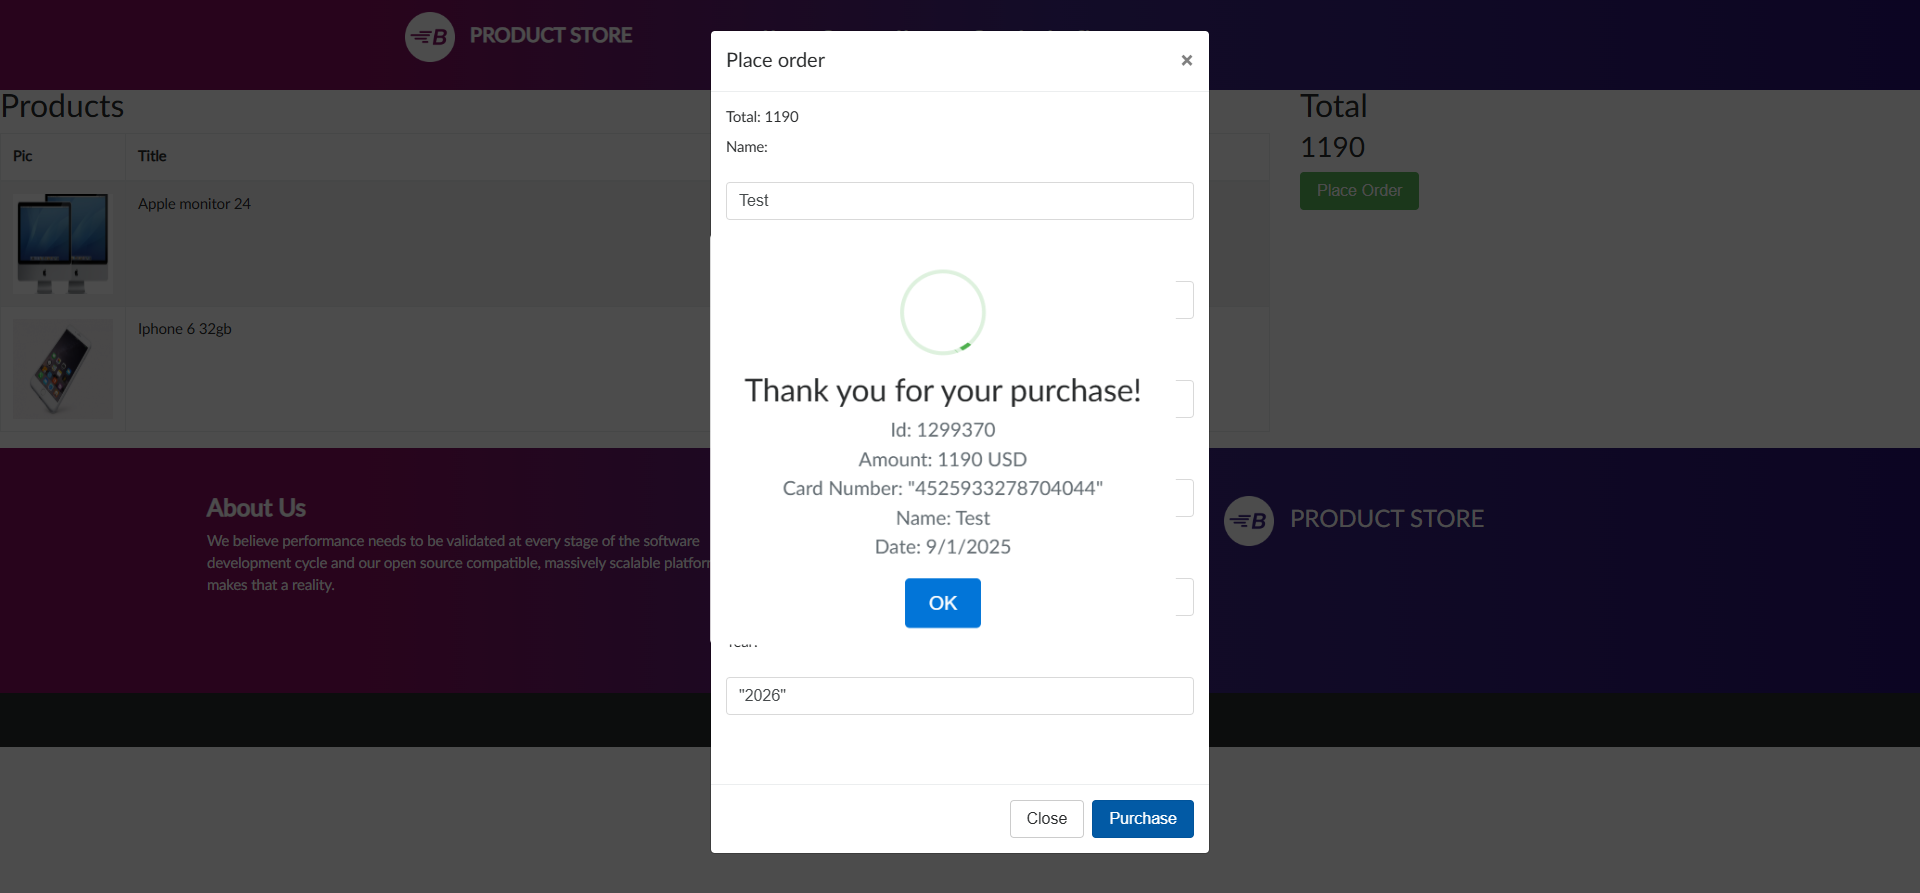 B PRODUCT STORE
Place order ×
Products
Total: 1190
Total
Name:
1190
Pic Title
Place Order
Test
Apple monitor 24
Iphone 6 32gb
Thank you for your purchase!
Id: 1299370
Amount: 1190 USD
Card Number: "4525933278704044"
Name: Test
Date: 9/1/2025
OK
About Us
We believe performance needs to be validated at every stage of the software
development cycle and our open source compatible, massively scalable platfor
makes that a reality.
B PRODUCT STORE
Year:
"2026"
Close Purchase